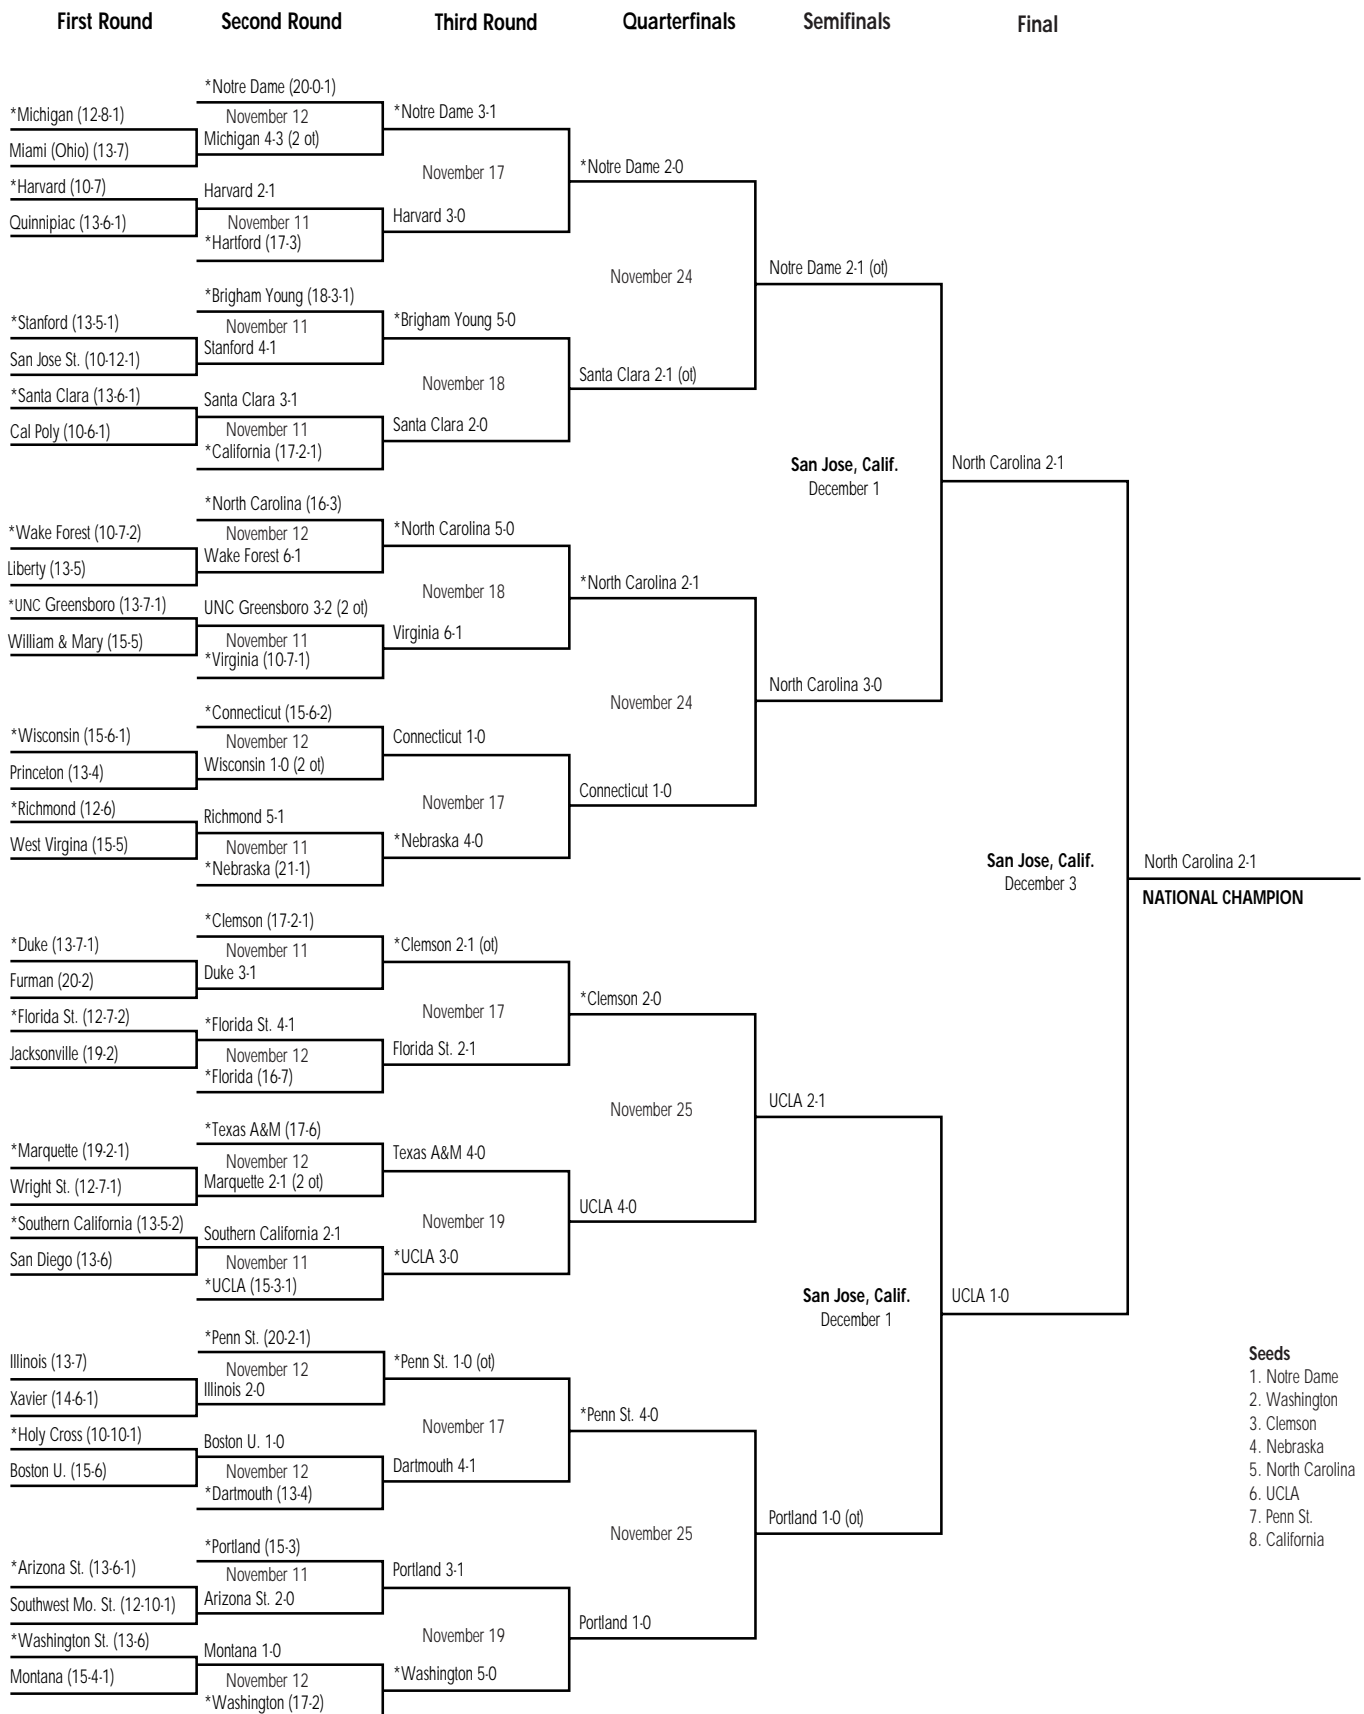 First Round
Second Round
Third Round
Quarterfinals
Semifinals
Final
*Michigan (12-8-1)
Miami (Ohio) (13-7)
*Harvard (10-7)
Quinnipiac (13-6-1)
*Stanford (13-5-1)
San Jose St. (10-12-1)
*Santa Clara (13-6-1)
Cal Poly (10-6-1)
*Wake Forest (10-7-2)
Liberty (13-5)
*UNC Greensboro (13-7-1)
William & Mary (15-5)
*Wisconsin (15-6-1)
Princeton (13-4)
*Richmond (12-6)
West Virgina (15-5)
*Duke (13-7-1)
Furman (20-2)
*Florida St. (12-7-2)
Jacksonville (19-2)
*Marquette (19-2-1)
Wright St. (12-7-1)
*Southern California (13-5-2)
San Diego (13-6)
Illinois (13-7)
Xavier (14-6-1)
*Holy Cross (10-10-1)
Boston U. (15-6)
*Arizona St. (13-6-1)
Southwest Mo. St. (12-10-1)
*Washington St. (13-6)
Montana (15-4-1)
*Notre Dame (20-0-1)
November 12
Michigan 4-3 (2 ot)
Harvard 2-1
November 11
*Hartford (17-3)
*Brigham Young (18-3-1)
November 11
Stanford 4-1
Santa Clara 3-1
November 11
*California (17-2-1)
*North Carolina (16-3)
November 12
Wake Forest 6-1
UNC Greensboro 3-2 (2 ot)
November 11
*Virginia (10-7-1)
*Connecticut (15-6-2)
November 12
Wisconsin 1-0 (2 ot)
Richmond 5-1
November 11
*Nebraska (21-1)
*Clemson (17-2-1)
November 11
Duke 3-1
*Florida St. 4-1
November 12
*Florida (16-7)
*Texas A&M (17-6)
November 12
Marquette 2-1 (2 ot)
Southern California 2-1
November 11
*UCLA (15-3-1)
*Penn St. (20-2-1)
November 12
Illinois 2-0
Boston U. 1-0
November 12
*Dartmouth (13-4)
*Portland (15-3)
November 11
Arizona St. 2-0
Montana 1-0
November 12
*Washington (17-2)
*Notre Dame 3-1
November 17
Harvard 3-0
*Brigham Young 5-0
November 18
Santa Clara 2-0
*North Carolina 5-0
November 18
Virginia 6-1
Connecticut 1-0
November 17
*Nebraska 4-0
*Clemson 2-1 (ot)
November 17
Florida St. 2-1
Texas A&M 4-0
November 19
*UCLA 3-0
*Penn St. 1-0 (ot)
November 17
Dartmouth 4-1
Portland 3-1
November 19
*Washington 5-0
*Notre Dame 2-0
November 24
Santa Clara 2-1 (ot)
*North Carolina 2-1
November 24
Connecticut 1-0
*Clemson 2-0
November 25
UCLA 4-0
*Penn St. 4-0
November 25
Portland 1-0
Notre Dame 2-1 (ot)
San Jose, Calif.
December 1
North Carolina 3-0
UCLA 2-1
San Jose, Calif.
December 1
Portland 1-0 (ot)
North Carolina 2-1
San Jose, Calif.
December 3
UCLA 1-0
North Carolina 2-1
NATIONAL CHAMPION
Seeds
1. Notre Dame
2. Washington
3. Clemson
4. Nebraska
5. North Carolina
6. UCLA
7. Penn St.
8. California